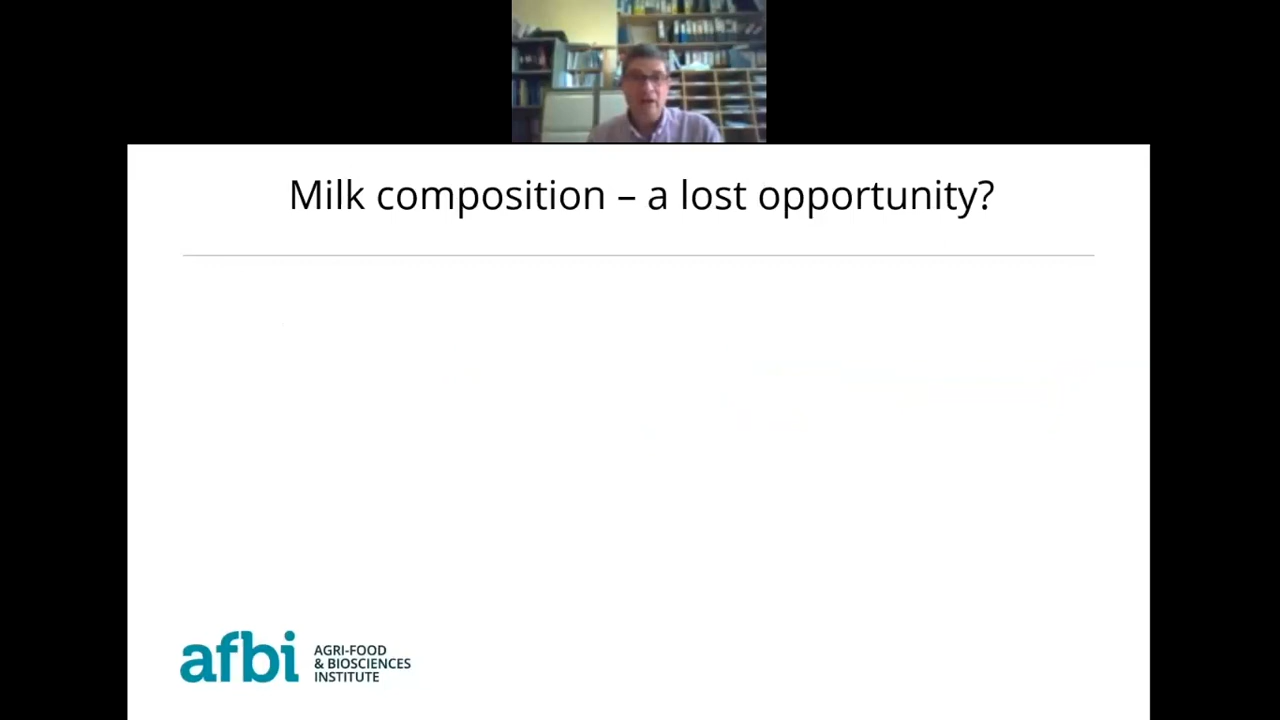 Milk composition – a lost opportunity?
afbi
AGRI-FOOD
& BIOSCIENCES
INSTITUTE